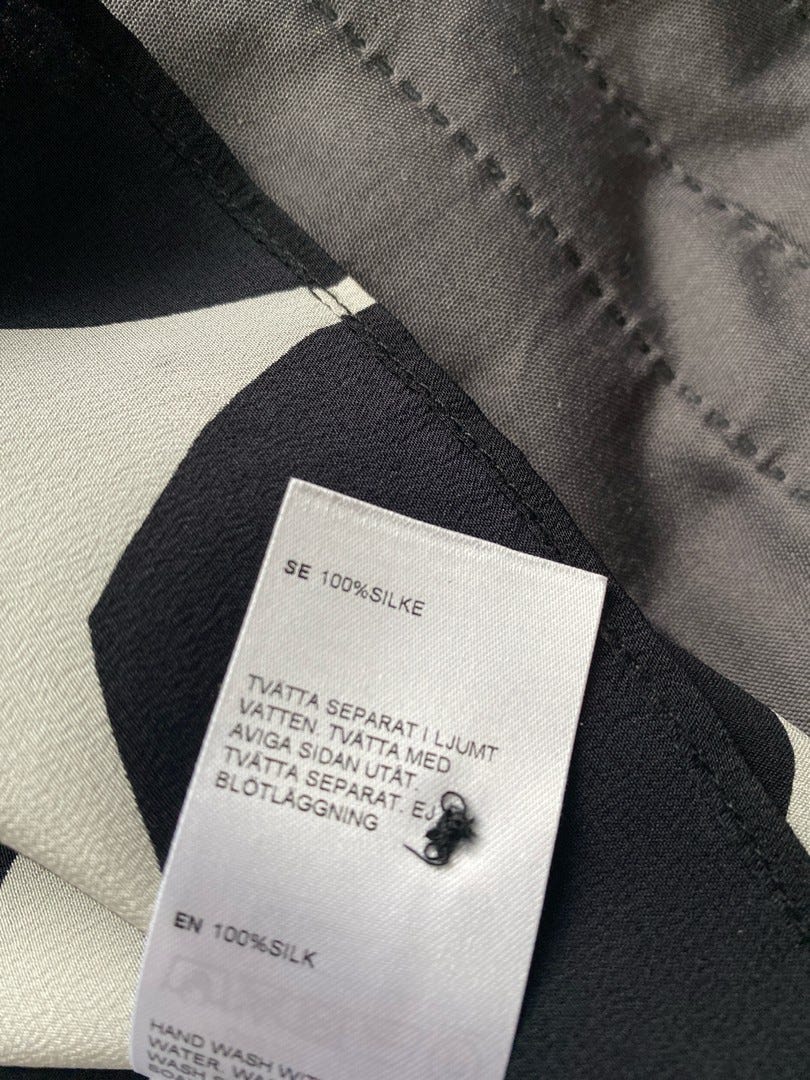 SE 100%SILKE
TVÄTTA SEPARAT I LJUMT
VATTEN. TVÄTTA MED
AVIGA SIDAN UTÅT.
TVÄTTA SEPARAT. EJ
BLÖTLÄGGNING
EN 100%SILK
HAND WASH
WATER.
WASH